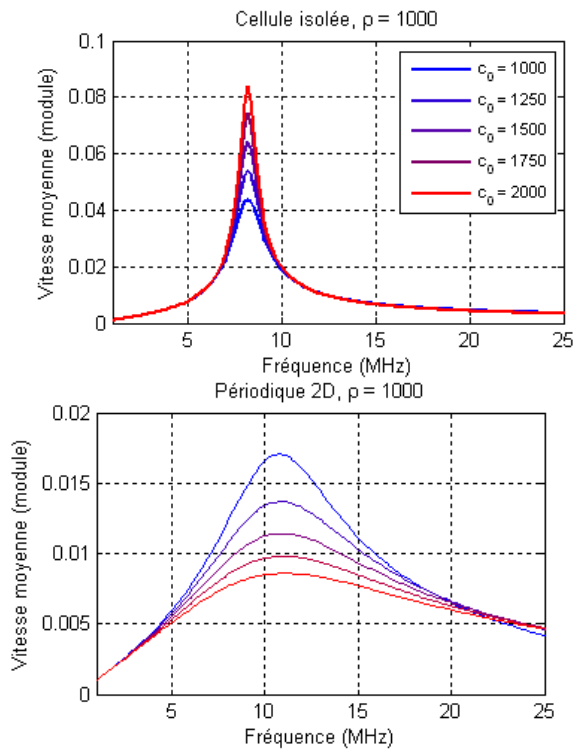 Cellule isolée, ρ = 1000
Vitesse moyenne (module)
0.1
0.08
0.06
0.04
0.02
0
c0 = 1000
c0 = 1250
c0 = 1500
c0 = 1750
c0 = 2000
5 10 15 20 25
Fréquence (MHz)
Périodique 2D, ρ = 1000
Vitesse moyenne (module)
0.02
0.015
0.01
0.005
0
5 10 15 20 25
Fréquence (MHz)